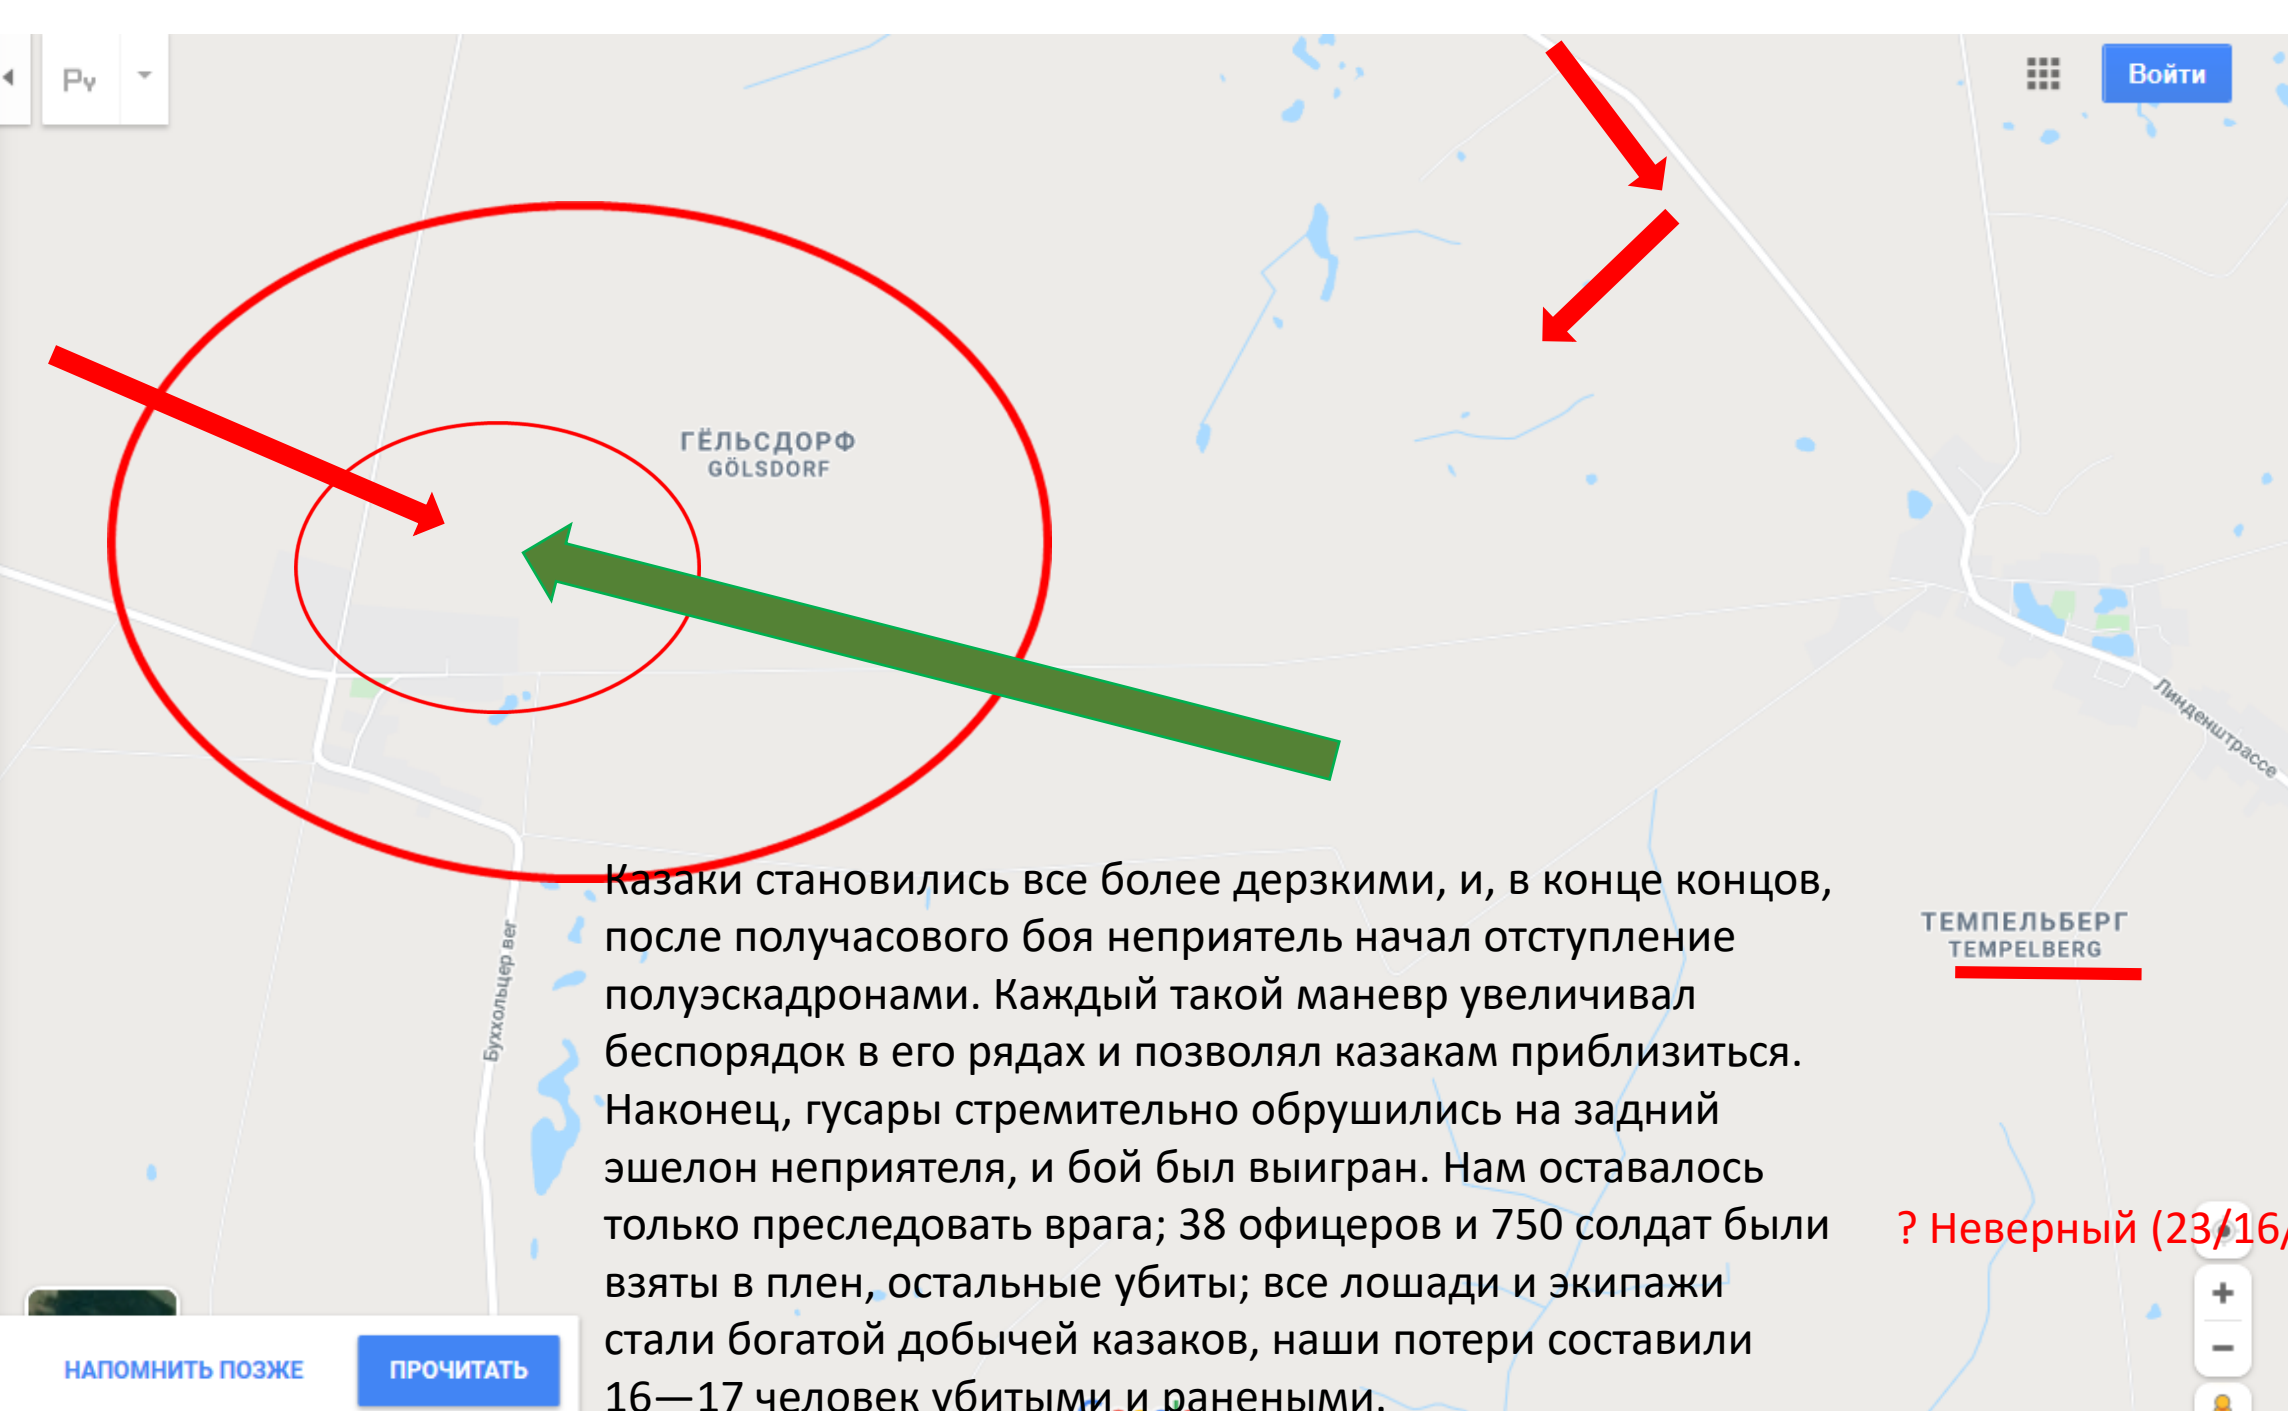 Ру
Войти
ГЁЛЬСДОРФ
GÖLSDORF
Линденштрассе
Казаки становились все более дерзкими, и, в конце концов,
после получасового боя неприятель начал отступление
полуэскадронами. Каждый такой маневр увеличивал
беспорядок в его рядах и позволял казакам приблизиться.
Наконец, гусары стремительно обрушились на задний
эшелон неприятеля, и бой был выигран. Нам оставалось
только преследовать врага; 38 офицеров и 750 солдат были
взяты в плен, остальные убиты; все лошади и экипажи
стали богатой добычей казаков, наши потери составили
16—17 человек убитыми и ранеными.
ТЕМПЕЛЬБЕРГ
TEMPELBERG
Буххольцер вег
? Неверный (23/16/
НАПОМНИТЬ ПОЗЖЕ
ПРОЧИТАТЬ